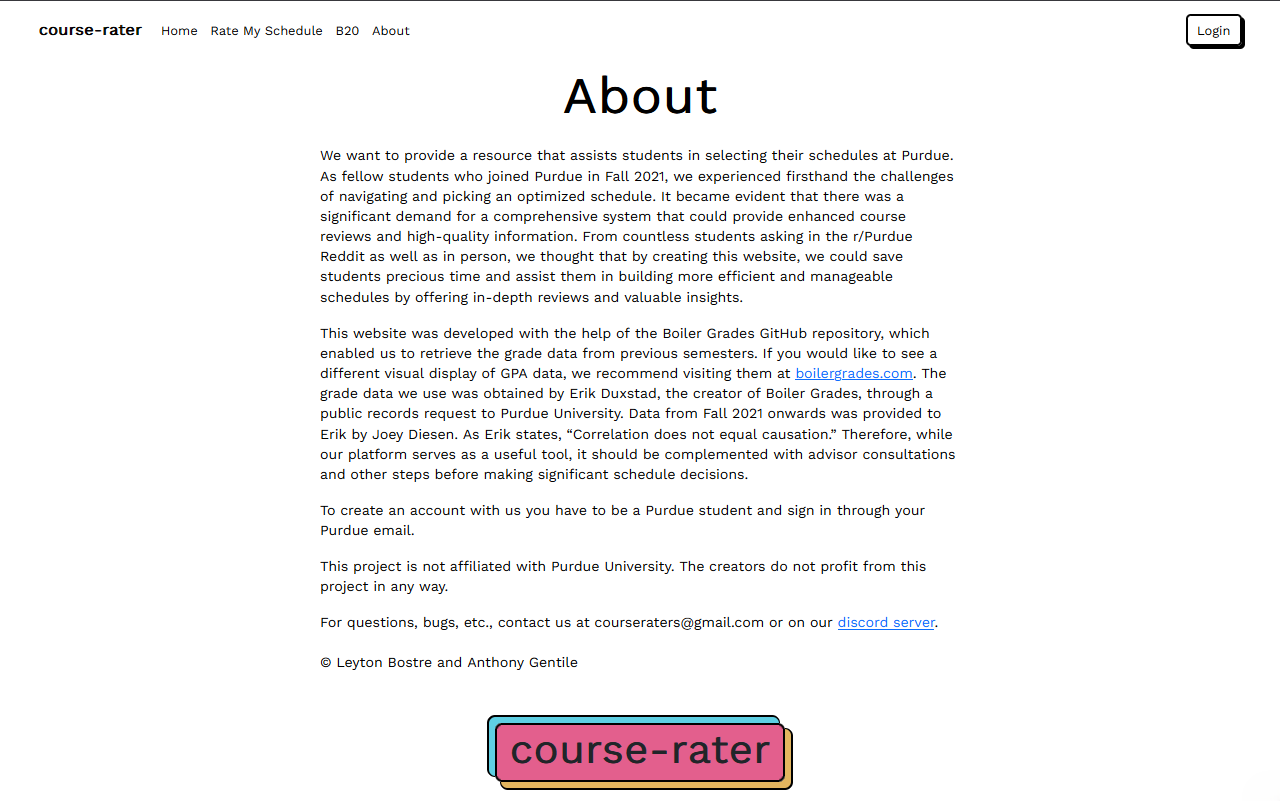 course-rater Home Rate My Schedule B20 About Login
About
We want to provide a resource that assists students in selecting their schedules at Purdue.
As fellow students who joined Purdue in Fall 2021, we experienced firsthand the challenges
of navigating and picking an optimized schedule. It became evident that there was a
significant demand for a comprehensive system that could provide enhanced course
reviews and high-quality information. From countless students asking in the r/Purdue
Reddit as well as in person, we thought that by creating this website, we could save
students precious time and assist them in building more efficient and manageable
schedules by offering in-depth reviews and valuable insights.
This website was developed with the help of the Boiler Grades GitHub repository, which
enabled us to retrieve the grade data from previous semesters. If you would like to see a
different visual display of GPA data, we recommend visiting them at boilergrades.com. The
grade data we use was obtained by Erik Duxstad, the creator of Boiler Grades, through a
public records request to Purdue University. Data from Fall 2021 onwards was provided to
Erik by Joey Diesen. As Erik states, “Correlation does not equal causation.” Therefore, while
our platform serves as a useful tool, it should be complemented with advisor consultations
and other steps before making significant schedule decisions.
To create an account with us you have to be a Purdue student and sign in through your
Purdue email.
This project is not affiliated with Purdue University. The creators do not profit from this
project in any way.
For questions, bugs, etc., contact us at courseraters@gmail.com or on our discord server.
© Leyton Bostre and Anthony Gentile
course-rater